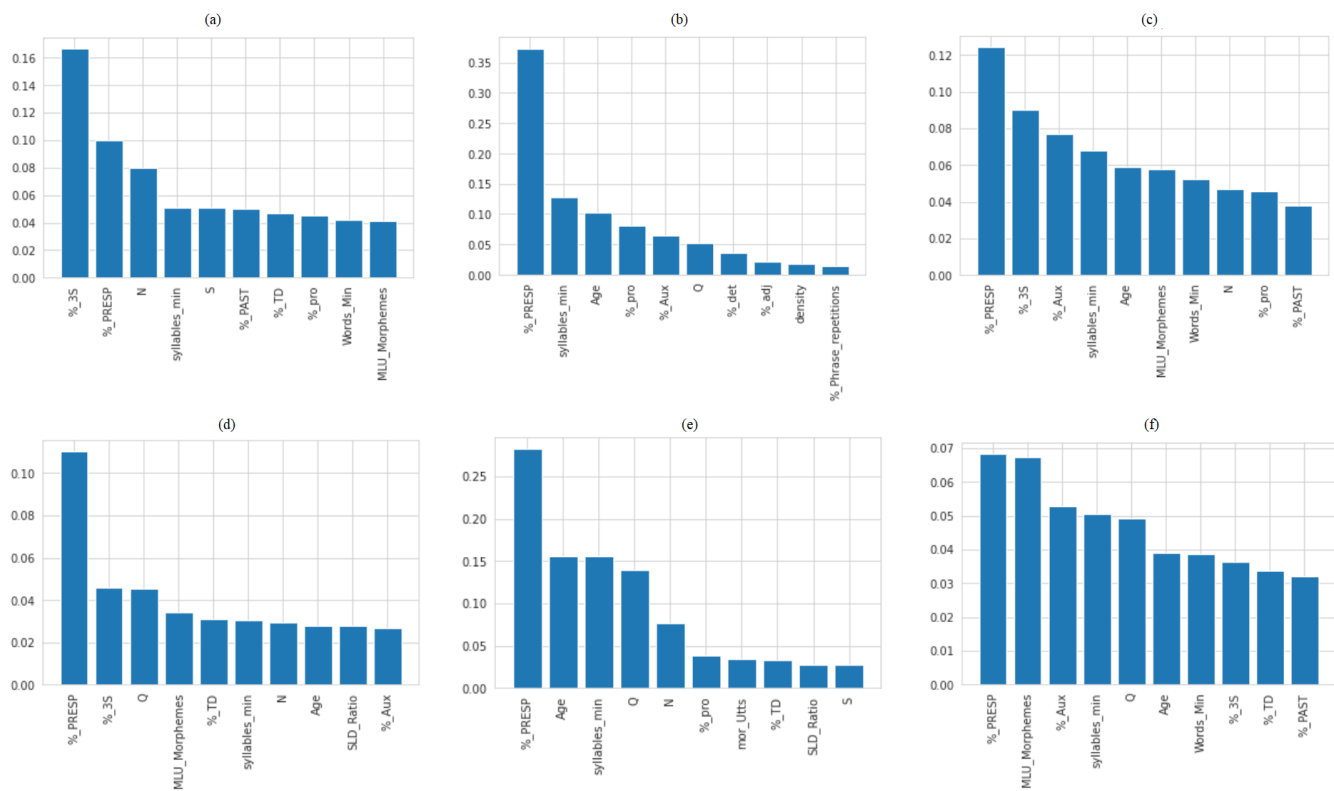 (a)
0.16
0.14
0.12
0.10
0.08
0.06
0.04
0.02
0.00
%_3S
%_PRESP
N
syllables_min
S
%_PAST
%_TD
%_pro
Words_Min
MLU_Morphemes
(b)
0.35
0.30
0.25
0.20
0.15
0.10
0.05
0.00
%_PRESP
syllables_min
Age
%_pro
%_Aux
Q
%_det
%_adj
density
%_Phrase_repetitions
(c)
0.12
0.10
0.08
0.06
0.04
0.02
0.00
%_PRESP
%_3S
%_Aux
syllables_min
Age
MLU_Morphemes
Words_Min
N
%_pro
%_PAST
(d)
0.10
0.08
0.06
0.04
0.02
0.00
%_PRESP
%_3S
Q
MLU_Morphemes
%_TD
syllables_min
N
Age
SLD_Ratio
%_Aux
(e)
0.25
0.20
0.15
0.10
0.05
0.00
%_PRESP
Age
syllables_min
Q
N
%_pro
mor_Utts
%_TD
SLD_Ratio
S
(f)
0.07
0.06
0.05
0.04
0.03
0.02
0.01
0.00
%_PRESP
MLU_Morphemes
%_Aux
syllables_min
Q
Age
Words_Min
%_3S
%_TD
%_PAST